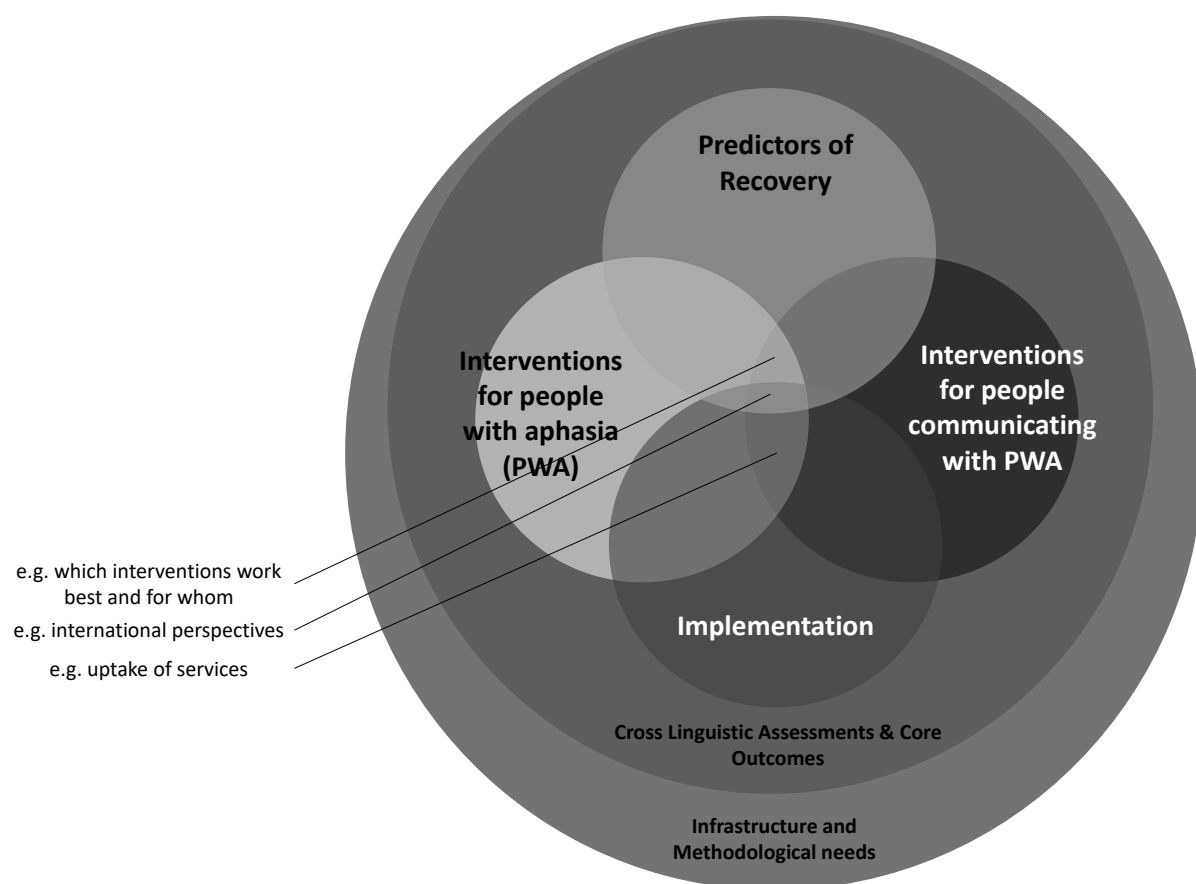 Predictors of
Recovery
Interventions
for people
with aphasia
(PWA)
Interventions
for people
communicating
with PWA
e.g. which interventions work
best and for whom
e.g. international perspectives
e.g. uptake of services
Implementation
Cross Linguistic Assessments & Core
Outcomes
Infrastructure and
Methodological needs